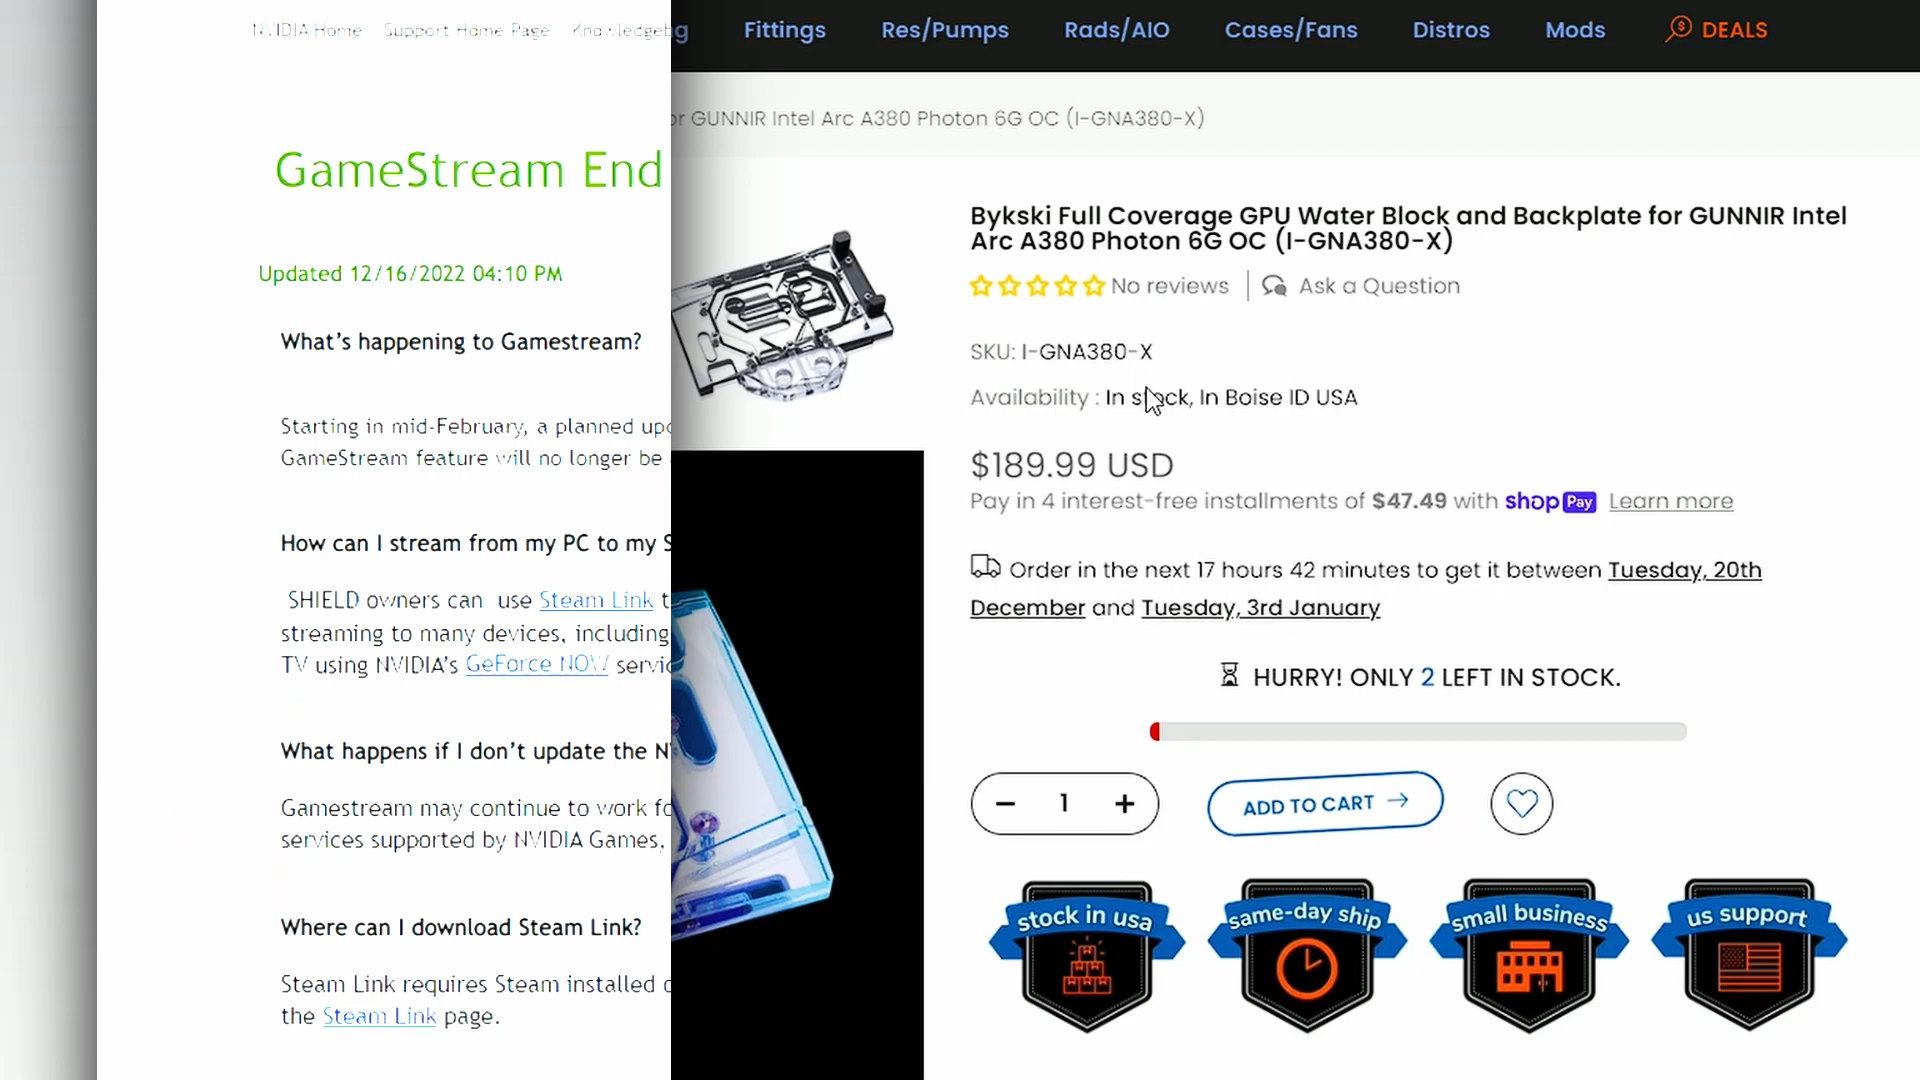 NVIDIA Home Support Home Page
GameStream End
Updated 12/16/2022 04:10 PM
What's happening to Gamestream?
Starting in mid-February, a planned
GameStream feature will no longer be
How can I stream from my PC to my S
SHIELD owners can use Steam Link t
streaming to many devices, including
TV using NVIDIA's GeForce NOW servic
What happens if I don't update the N
Gamestream may continue to work fo
services supported by NVIDIA Games,
Where can I download Steam Link?
Steam Link requires Steam installed
the Steam Link page.
Fittings Res/Pumps Rads/AIO Cases/Fans Distros Mods DEALS
or GUNNIR Intel Arc A380 Photon 6G OC (I-GNA380-X)
Bykski Full Coverage GPU Water Block and Backplate for GUNNIR Intel
Arc A380 Photon 6G OC (I-GNA380-X)
No reviews Ask a Question
SKU: I-GNA380-X
Availability : In stock, In Boise ID USA
$189.99 USD
Pay in 4 interest-free installments of $47.49 with shop Pay Learn more
Order in the next 17 hours 42 minutes to get it between Tuesday, 20th
December and Tuesday, 3rd January
HURRY! ONLY 2 LEFT IN STOCK.
- 1 +
ADD TO CART →
stock in usa
same-day ship
small business
us support